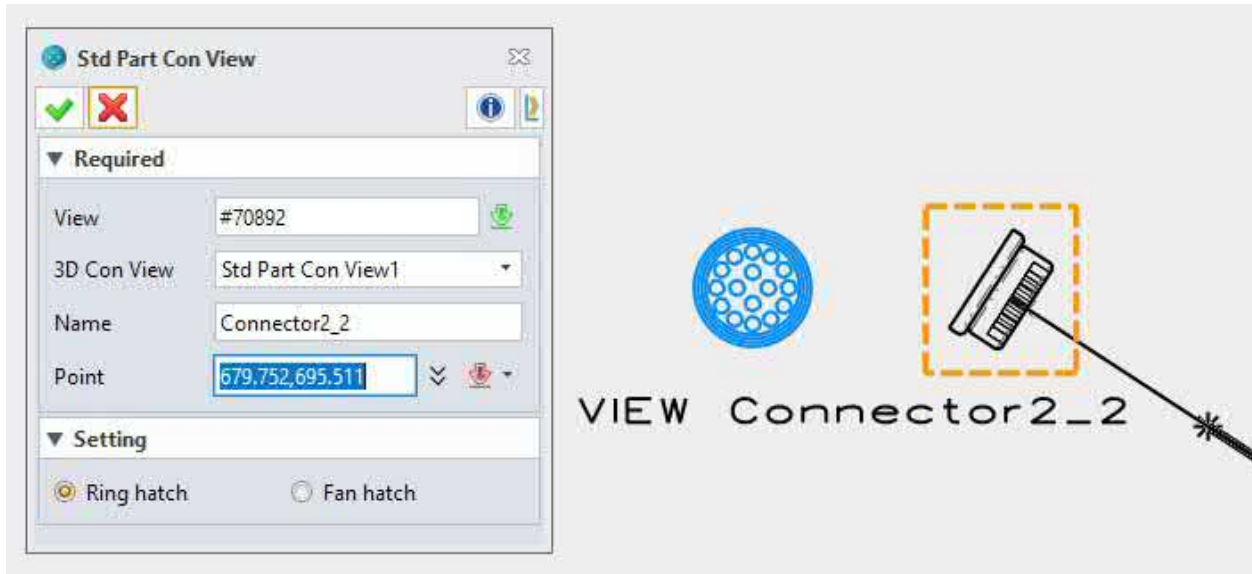 Std Part Con View
Required
View #70892
3D Con View Std Part Con View1
Name Connector2_2
Point 679.752,695.511
Setting
Ring hatch Fan hatch
VIEW Connector2_2